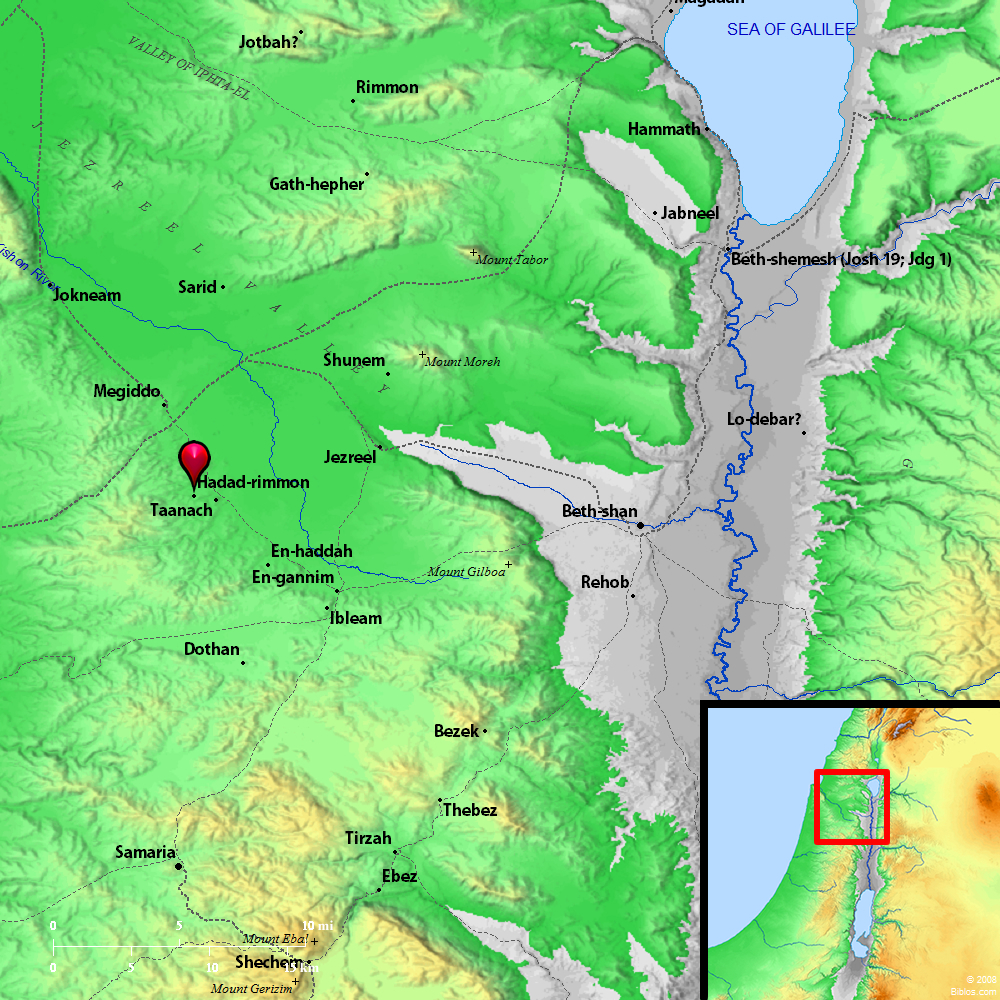 Magadan
SEA OF GALILEE
Jotbah?
VALLEY OF IPHTA-EL
Rimmon
Hammath
JEZREEL VALLEY
Gath-hepher
Jabneel
Mount Tabor
Beth-shemesh (Josh 19; Jdg 1)
Kishon River
Sarid
Jokneam
Shunem
Mount Moreh
Megiddo
Lo-debar?
Jezreel
G
Hadad-rimmon
Taanach
Beth-shan
En-haddah
En-gannim
Mount Gilboa
Rehob
Ibleam
Dothan
Bezek
Thebez
Tirzah
Samaria
Ebez
0 5 10 mi
Mount Ebal
Shechem
0 5 10 15 km
Mount Gerizim
© 2008
Biblos.com